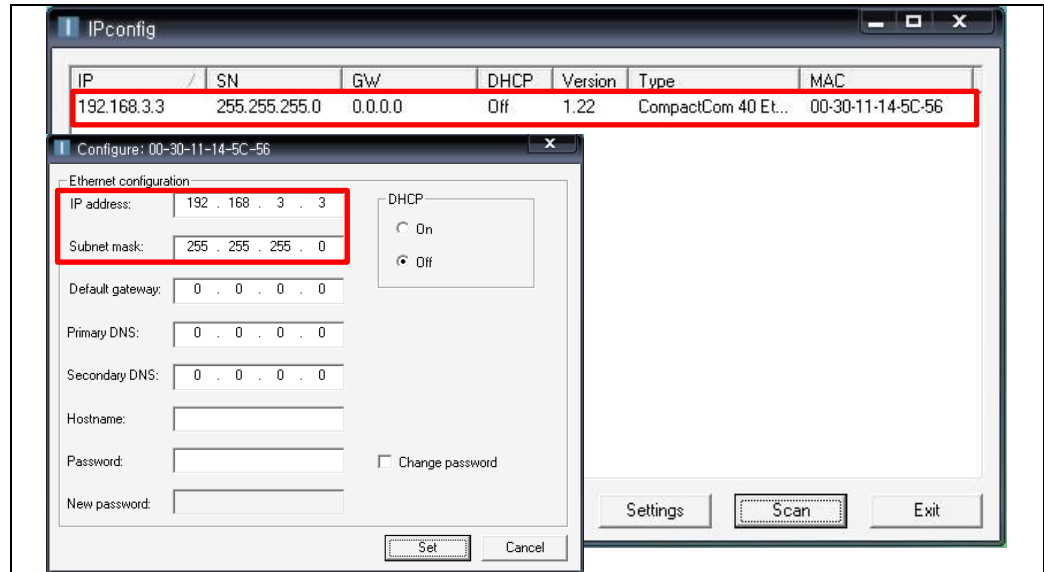 IPconfig
IP SN GW DHCP Version Type MAC
192.168.3.3 255.255.255.0 0.0.0.0 Off 1.22 CompactCom 40 Et... 00-30-11-14-5C-56
Configure: 00-30-11-14-5C-56
Ethernet configuration
IP address: 192 . 168 . 3 . 3
Subnet mask: 255 . 255 . 255 . 0
Default gateway: 0 . 0 . 0 . 0
Primary DNS: 0 . 0 . 0 . 0
Secondary DNS: 0 . 0 . 0 . 0
Hostname:
Password:
New password:
DHCP
On
Off
Change password
Set Cancel
Settings Scan Exit